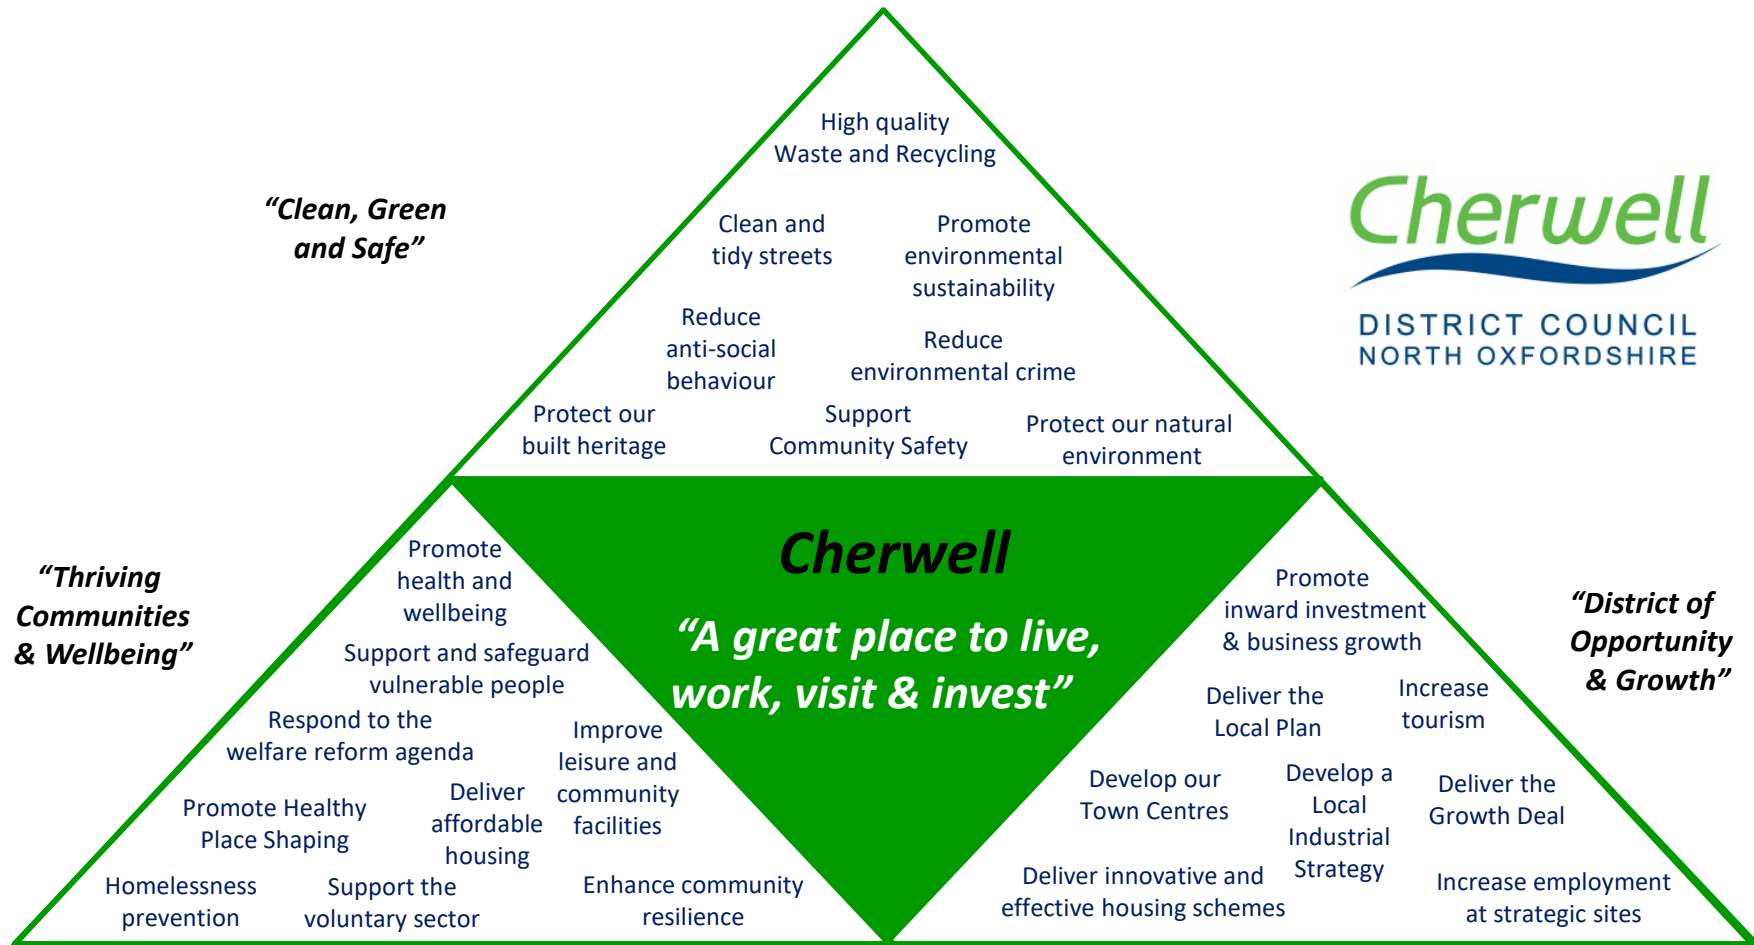 High quality
Waste and Recycling
“Clean, Green
and Safe”
Clean and
tidy streets
Promote
environmental
sustainability
Reduce
anti-social
behaviour
Reduce
environmental crime
Protect our
built heritage
Support
Community Safety
Protect our natural
environment
Cherwell
DISTRICT COUNCIL
NORTH OXFORDSHIRE
Cherwell
“A great place to live,
work, visit & invest”
“Thriving
Communities
& Wellbeing”
Promote
health and
wellbeing
Support and safeguard
vulnerable people
Respond to the
welfare reform agenda
Improve
leisure and
community
facilities
Promote Healthy
Place Shaping
Deliver
affordable
housing
Homelessness
prevention
Support the
voluntary sector
Enhance community
resilience
“District of
Opportunity
& Growth”
Promote
inward investment
& business growth
Deliver the
Local Plan
Increase
tourism
Develop our
Town Centres
Develop a
Local
Industrial
Strategy
Deliver the
Growth Deal
Deliver innovative and
effective housing schemes
Increase employment
at strategic sites